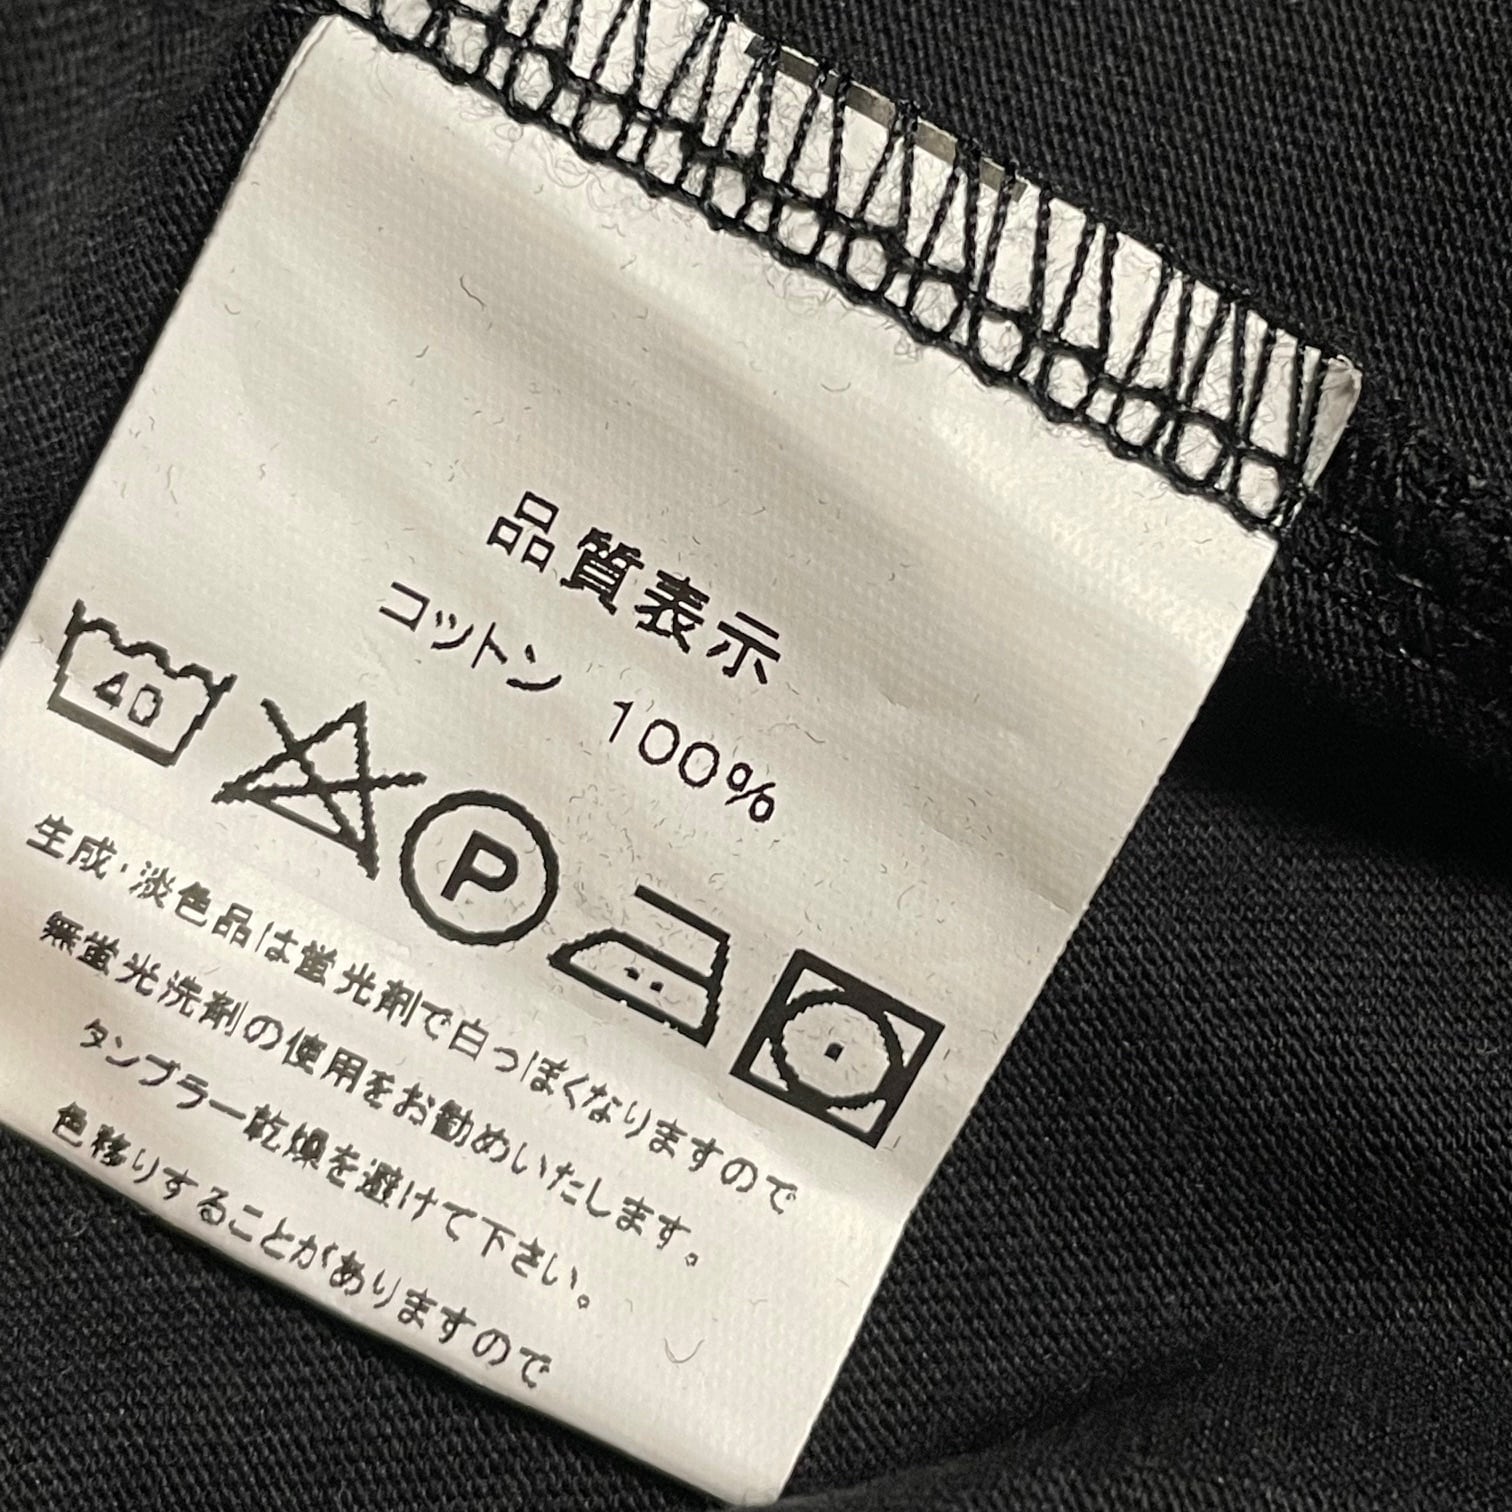 品質表示
コットン 100%
40
P
生成・淡色品は蛍光剤で白っぽくなりますので
無蛍光洗剤の使用をお勧めいたします。
タンブラー乾燥を避けて下さい。
色移りすることがありますので